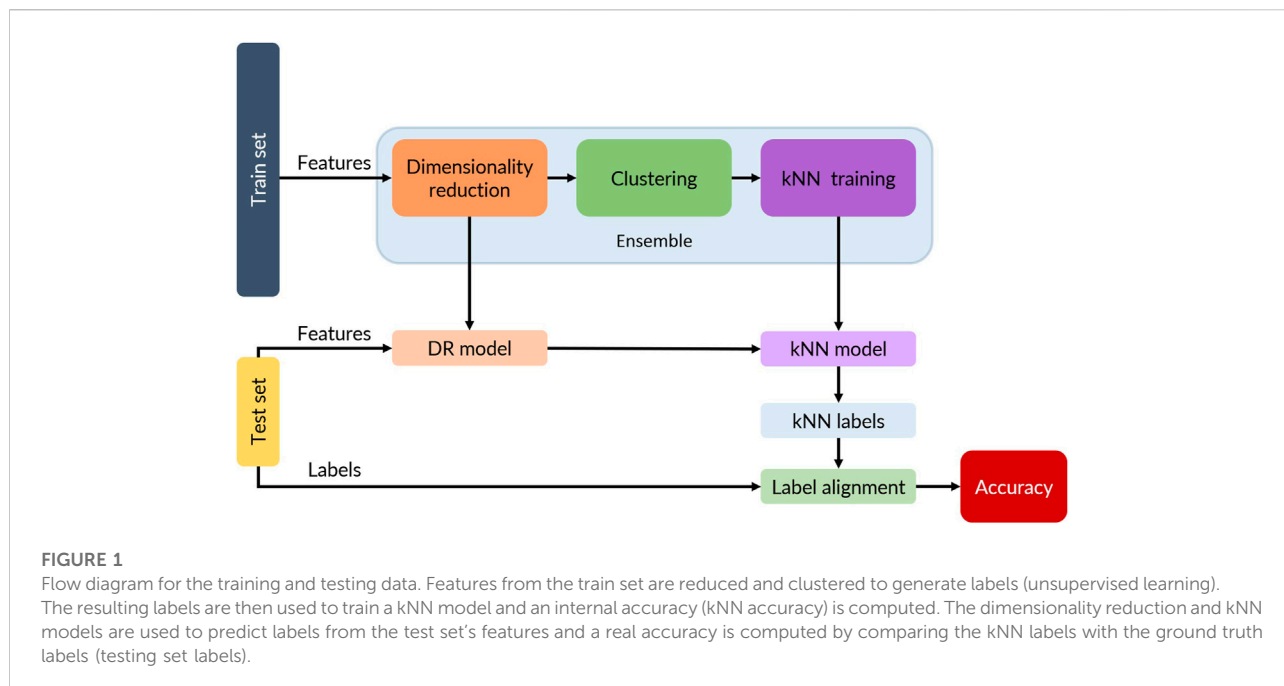 Train set
Features
Dimensionality
reduction
Clustering
kNN training
Ensemble
Test set
Features
DR model
kNN model
kNN labels
Labels
Label alignment
Accuracy
FIGURE 1
Flow diagram for the training and testing data. Features from the train set are reduced and clustered to generate labels (unsupervised learning).
The resulting labels are then used to train a kNN model and an internal accuracy (kNN accuracy) is computed. The dimensionality reduction and kNN
models are used to predict labels from the test set’s features and a real accuracy is computed by comparing the kNN labels with the ground truth
labels (testing set labels).